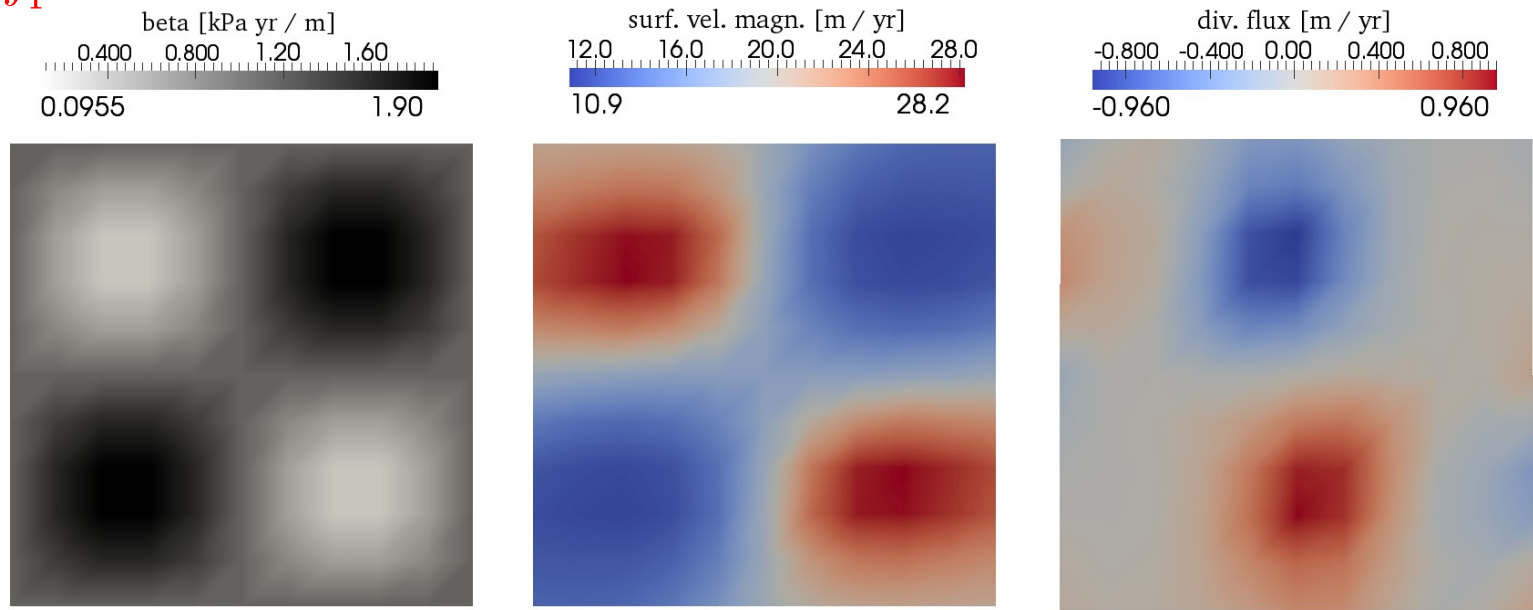 beta [kPa yr / m]
0.400 0.800 1.20 1.60
0.0955 1.90
surf. vel. magn. [m / yr]
12.0 16.0 20.0 24.0 28.0
10.9 28.2
div. flux [m / yr]
-0.800 -0.400 0.00 0.400 0.800
-0.960 0.960